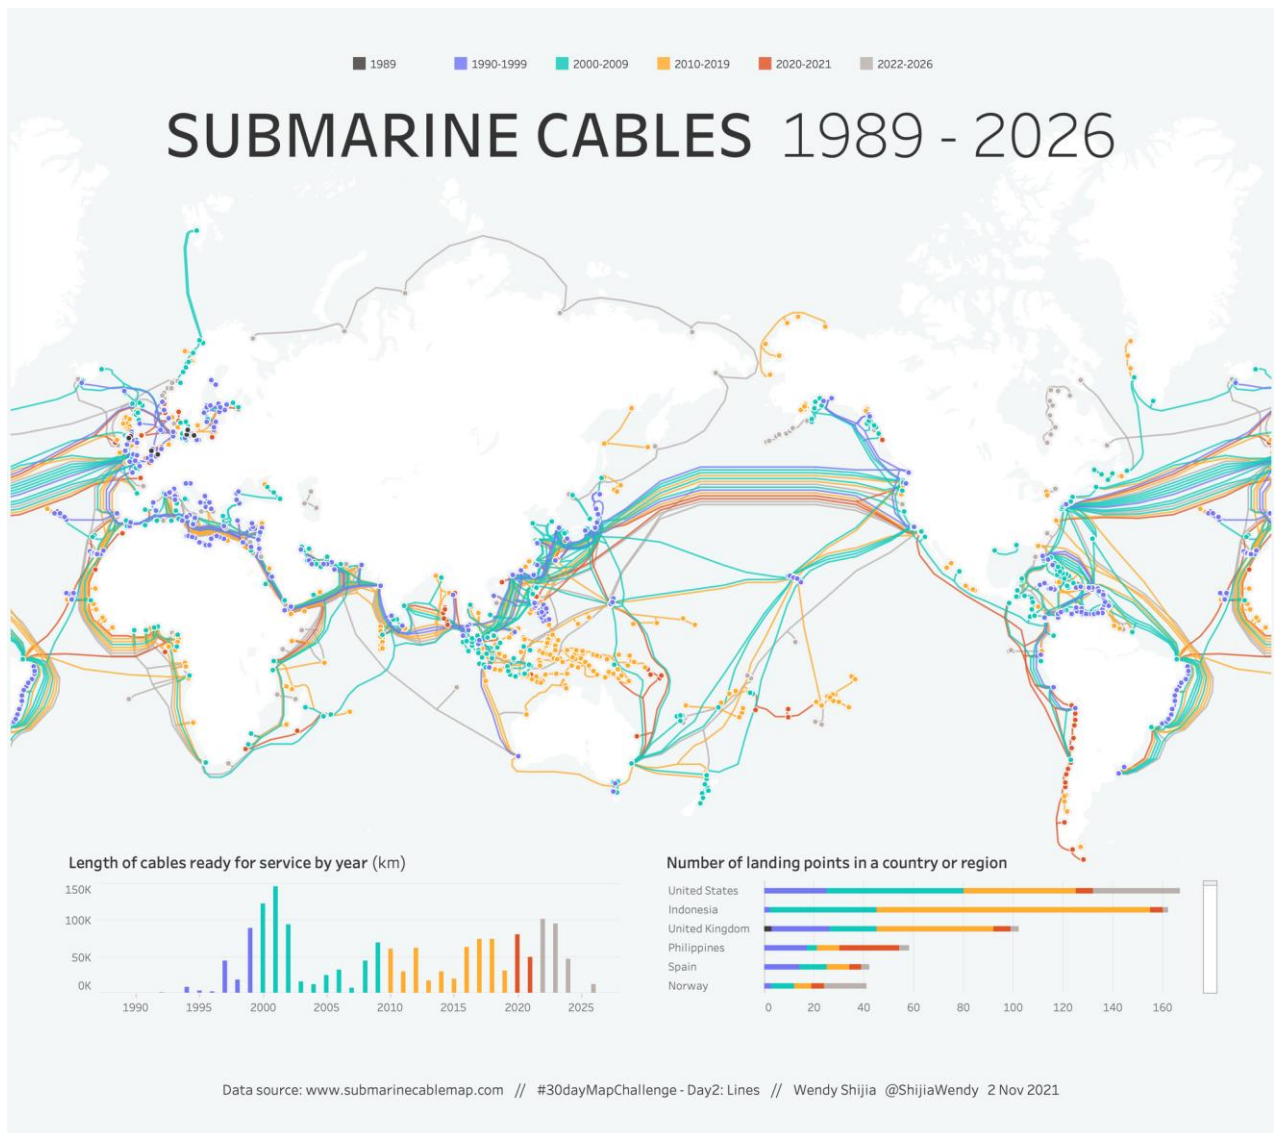 1989 1990-1999 2000-2009 2010-2019 2020-2021 2022-2026
SUBMARINE CABLES 1989 - 2026
Length of cables ready for service by year (km)
150K
100K
50K
0K
1990 1995 2000 2005 2010 2015 2020 2025
Number of landing points in a country or region
United States
Indonesia
United Kingdom
Philippines
Spain
Norway
0 20 40 60 80 100 120 140 160
Data source: www.submarinecablemap.com // #30dayMapChallenge - Day2: Lines // Wendy Shijia @ShijiaWendy 2 Nov 2021